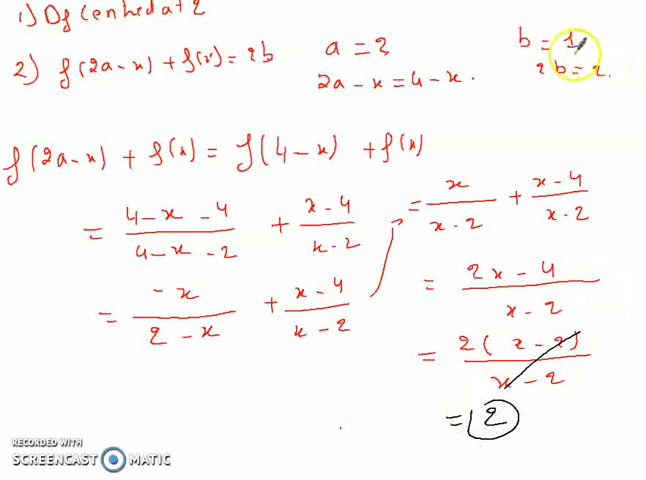 1) Df centred at 2
2) f(2a-x) + f(x) = 2b a = 2 b = 1
2a - x = 4 - x. 2b = 2.
f(2a-x) + f(x) = f(4-x) + f(x)
= (4-x-4)/(4-x-2) + (x-4)/(x-2)
= -x/(2-x) + (x-4)/(x-2)
= x/(x-2) + (x-4)/(x-2)
= (2x-4)/(x-2)
= 2(x-2)/(x-2)
= 2
RECORDED WITH
SCREENCAST MATIC